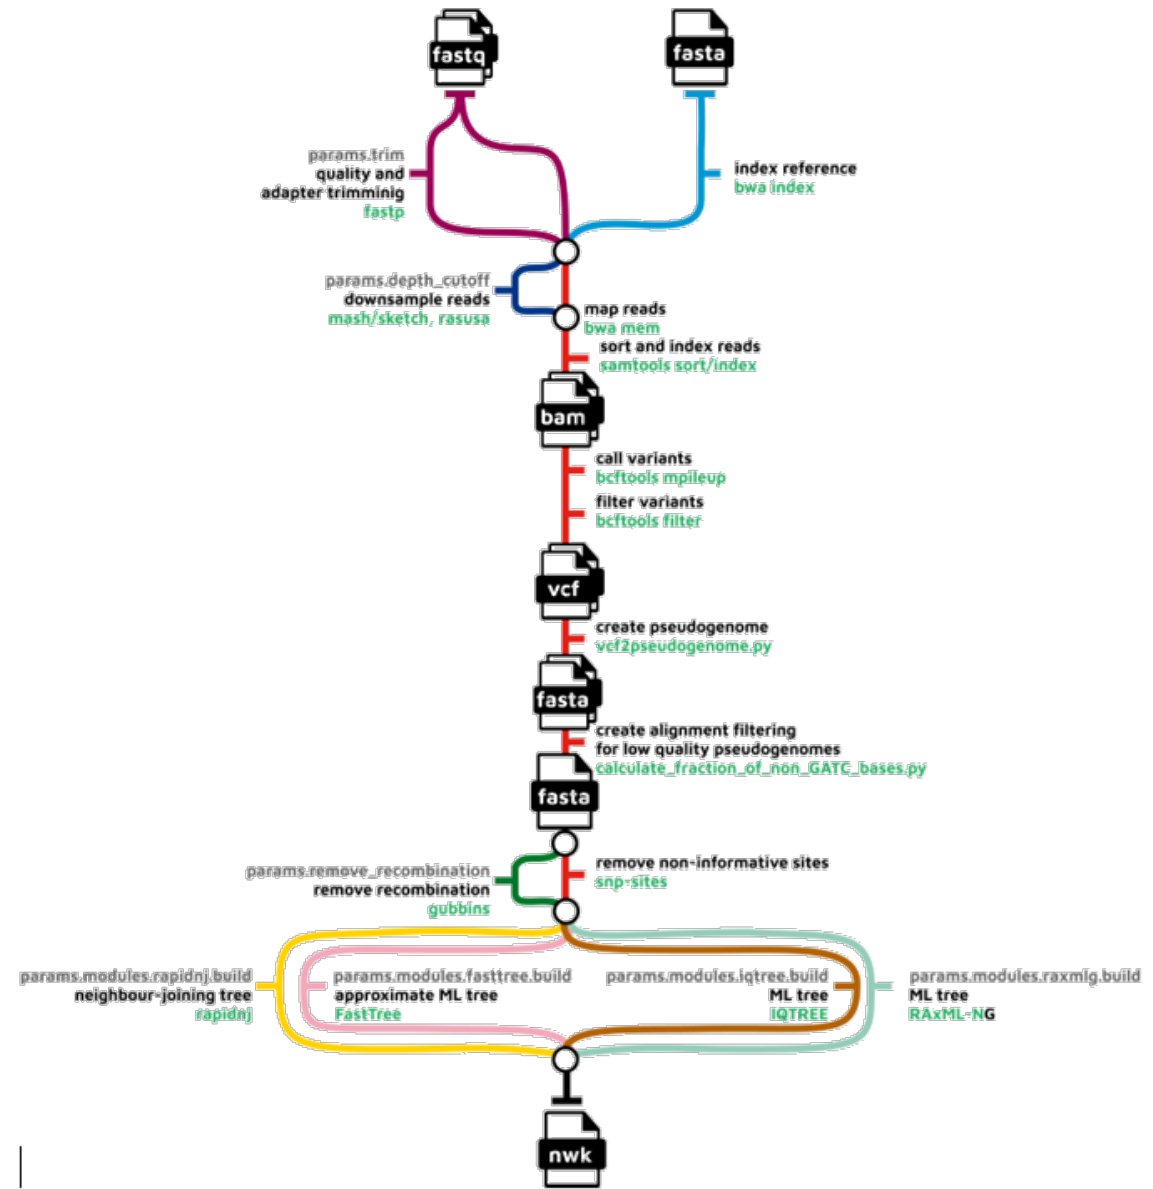 fastq
fasta
params.trim
quality and
adapter trimminig
fastp
index reference
bwa index
params.depth_cutoff
downsample reads
mash/sketch, rasusa
map reads
bwa mem
sort and index reads
samtools sort/index
bam
call variants
bcftools mpileup
filter variants
bcftools filter
vcf
create pseudogenome
vcf2pseudogenome.py
fasta
create alignment filtering
for low quality pseudogenomes
calculate_fraction_of_non_GATC_bases.py
fasta
params.remove_recombination
remove recombination
gubbins
remove non-informative sites
snp-sites
params.modules.rapidnj.build
neighbour-joining tree
rapidnj
params.modules.fasttree.build
approximate ML tree
FastTree
params.modules.iqtree.build
ML tree
IQTREE
params.modules.raxmlg.build
ML tree
RAxML-NG
nwk